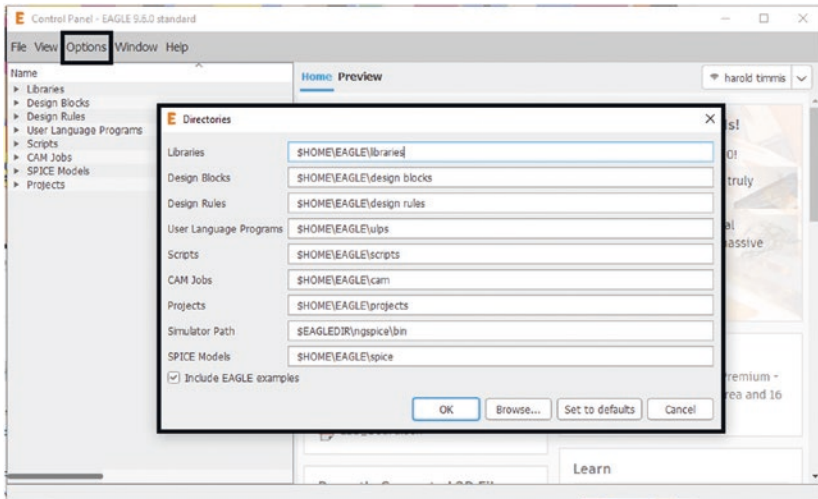 E Control Panel - EAGLE 9.6.0 standard
File View Options Window Help
Name
Libraries
Design Blocks
Design Rules
User Language Programs
Scripts
CAM Jobs
SPICE Models
Projects
Home Preview
harold timmis
E Directories
Libraries $HOME\EAGLE\libraries
Design Blocks $HOME\EAGLE\design blocks
Design Rules $HOME\EAGLE\design rules
User Language Programs $HOME\EAGLE\ulps
Scripts $HOME\EAGLE\scripts
CAM Jobs $HOME\EAGLE\cam
Projects $HOME\EAGLE\projects
Simulator Path $EAGLEDIR\ngspice\bin
SPICE Models $HOME\EAGLE\spice
Include EAGLE examples
OK Browse... Set to defaults Cancel
truly
Premium -
and 16
Learn